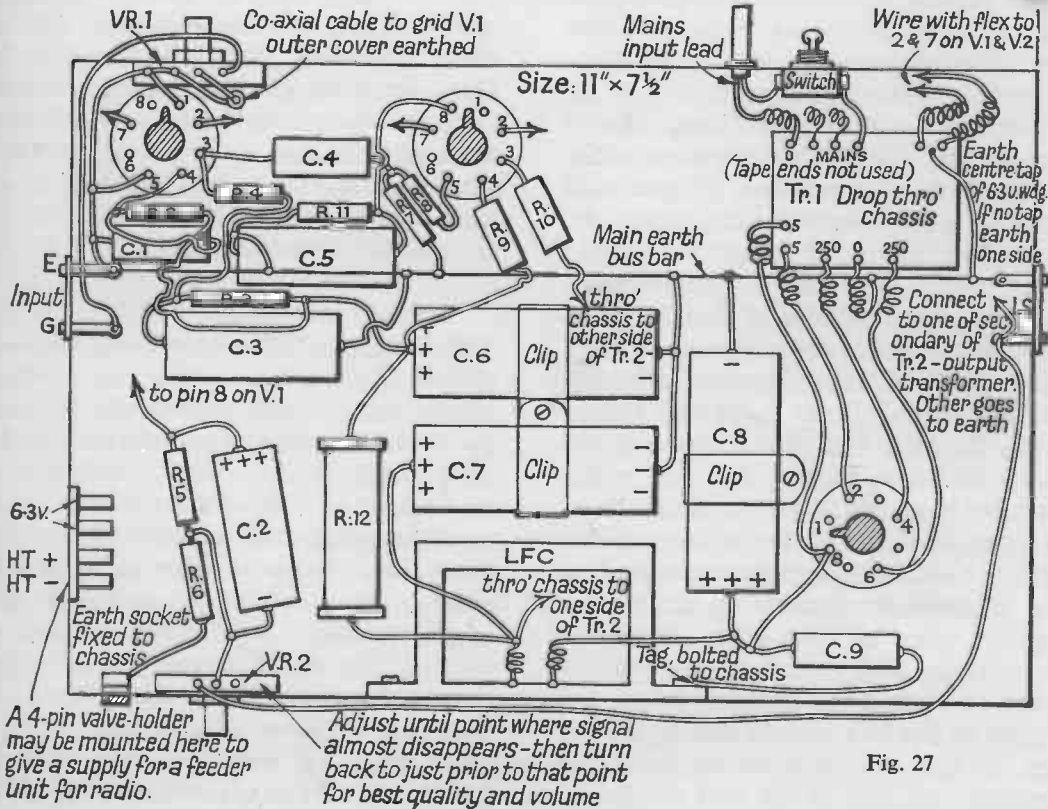 VR.1
Co-axial cable to grid V.1
outer cover earthed
Mains
input lead
Switch
Wire with flex to
2 & 7 on V.1 & V.2
Size: 11" × 7½"
8
1
2
3
4
5
6
7
C.4
R.4
R.11
C.1
C.5
R.7
R.8
8
1
2
3
4
5
6
7
R.9
R.10
0 MAINS
(Tape ends not used)
Tr.1 Drop thro'
chassis
5
5
250
0
250
Earth
centre tap
of 6·3v. wdg.
If no tap
earth
one side
Main earth
bus bar
E
Input
G
C.3
to pin 8 on V.1
C.6
+
+
Clip
thro'
chassis to
other side
of Tr.2 -
C.7
+
+
+
Clip
-
-
-
-
C.8
Clip
+ + +
Connect
to one of sec
ondary of
Tr.2 - output
transformer.
Other goes
to earth
1
2
4
6
8
R.5
+ + +
C.2
-
R.6
R.12
6·3v.
HT +
HT -
Earth socket
fixed to
chassis
V.R.2
LFC
thro' chassis to
one side
of Tr.2
Tag, bolted
to chassis
C.9
A 4-pin valve-holder
may be mounted here to
give a supply for a feeder
unit for radio.
Adjust until point where signal
almost disappears - then turn
back to just prior to that point
for best quality and volume
Fig. 27